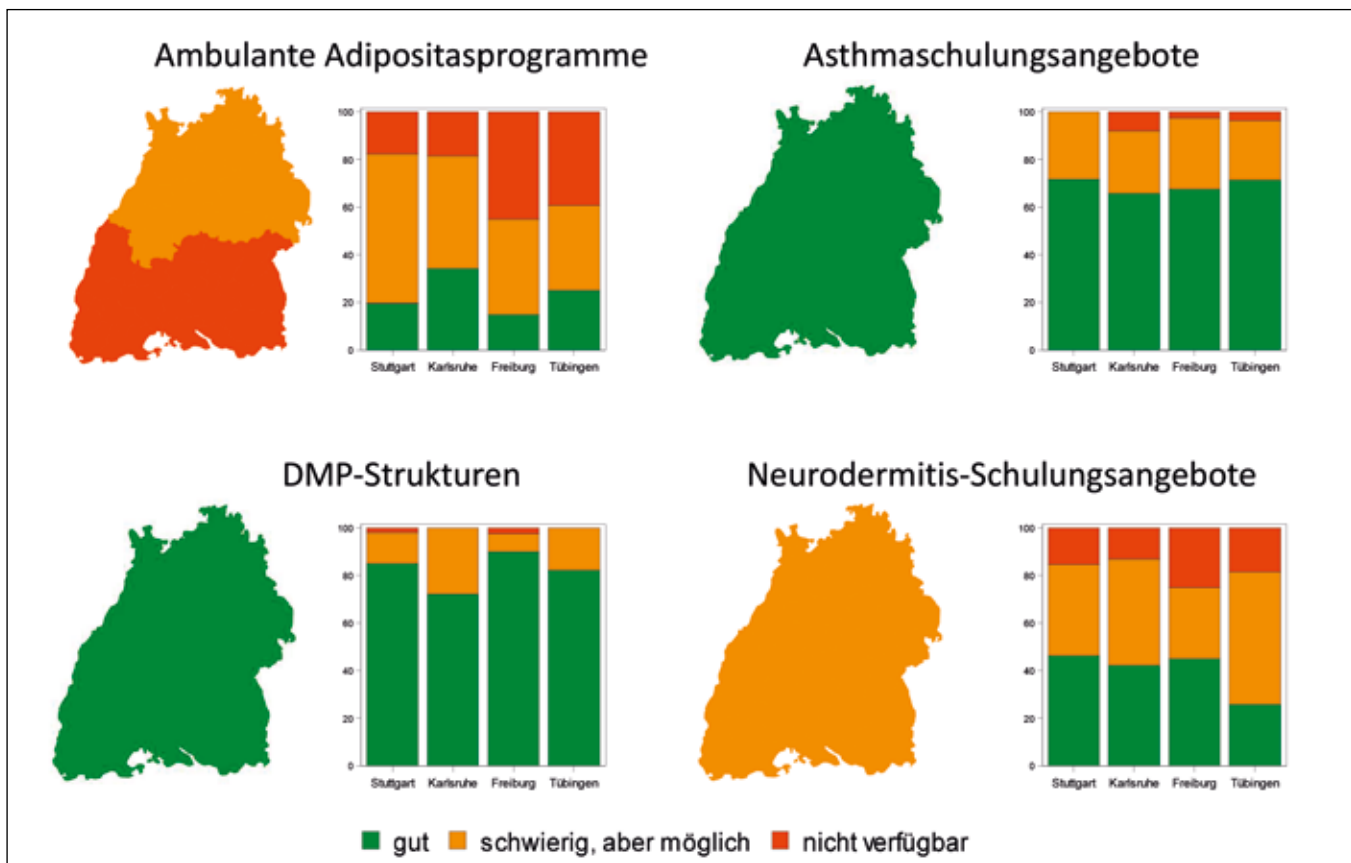 Ambulante Adipositasprogramme
100
80
60
40
20
0
Stuttgart Karlsruhe Freiburg Tübingen
Asthmaschulungsangebote
100
80
60
40
20
0
Stuttgart Karlsruhe Freiburg Tübingen
DMP-Strukturen
100
80
60
40
20
0
Stuttgart Karlsruhe Freiburg Tübingen
Neurodermitis-Schulungsangebote
100
80
60
40
20
0
Stuttgart Karlsruhe Freiburg Tübingen
gut schwierig, aber möglich nicht verfügbar